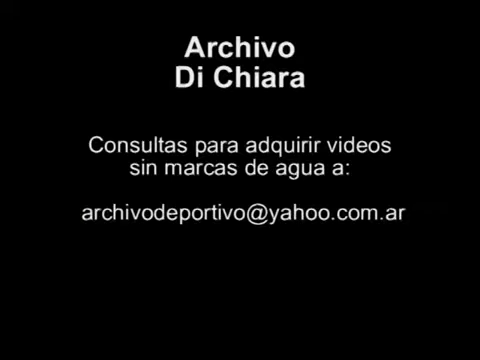 Archivo
Di Chiara
Consultas para adquirir videos
sin marcas de agua a:
archivodeportivo@yahoo.com.ar